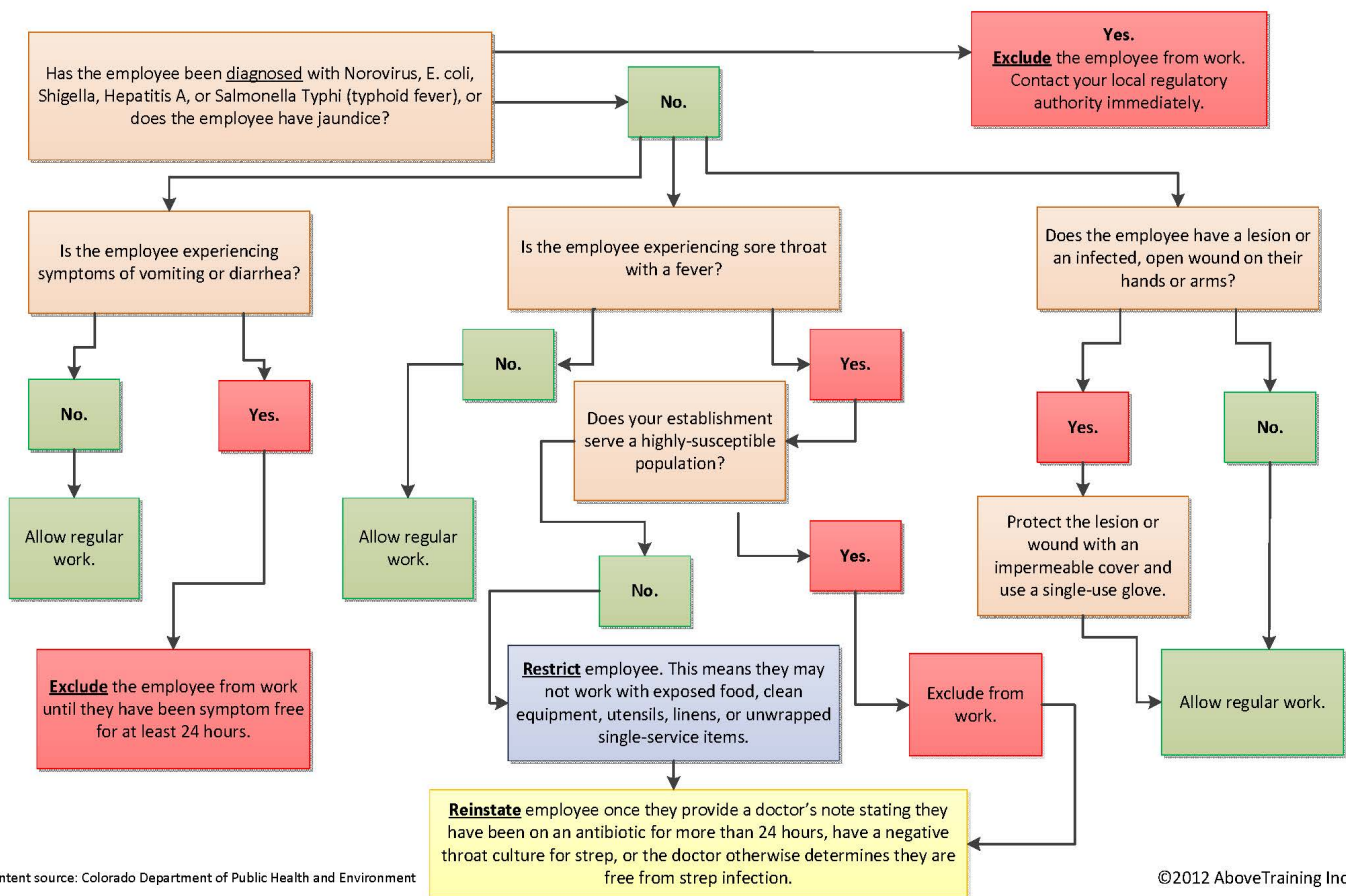 Has the employee been diagnosed with Norovirus, E. coli,
Shigella, Hepatitis A, or Salmonella Typhi (typhoid fever), or
does the employee have jaundice?
No.
Yes.
Exclude the employee from work.
Contact your local regulatory
authority immediately.
Is the employee experiencing
symptoms of vomiting or diarrhea?
Is the employee experiencing sore throat
with a fever?
Does the employee have a lesion or
an infected, open wound on their
hands or arms?
No.
Yes.
Allow regular
work.
Exclude the employee from work
until they have been symptom free
for at least 24 hours.
No.
Yes.
Allow regular
work.
Does your establishment
serve a highly-susceptible
population?
No.
Yes.
Restrict employee. This means they may
not work with exposed food, clean
equipment, utensils, linens, or unwrapped
single-service items.
Exclude from
work.
Reinstate employee once they provide a doctor's note stating they
have been on an antibiotic for more than 24 hours, have a negative
throat culture for strep, or the doctor otherwise determines they are
free from strep infection.
Yes.
No.
Protect the lesion or
wound with an
impermeable cover and
use a single-use glove.
Allow regular work.
ntent source: Colorado Department of Public Health and Environment
©2012 AboveTraining Inc